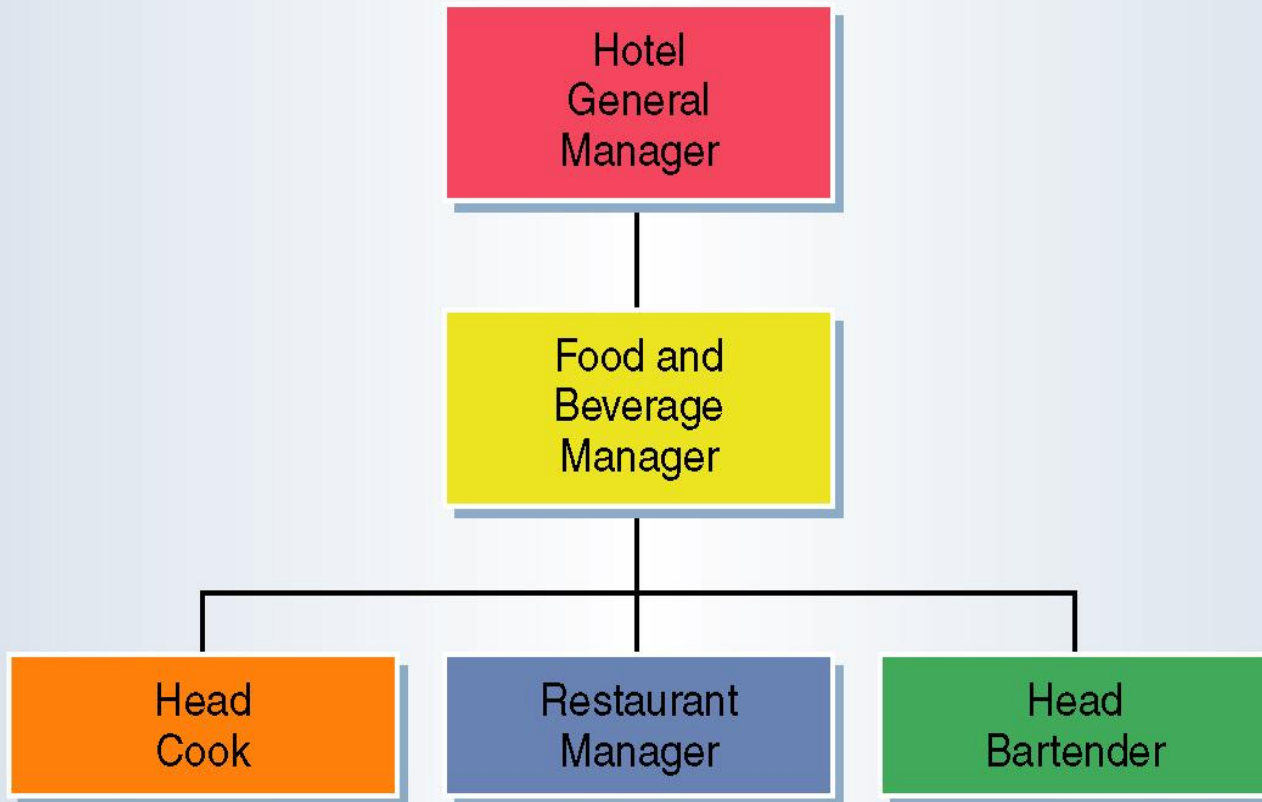 Hotel
General
Manager
Food and
Beverage
Manager
Head
Cook
Restaurant
Manager
Head
Bartender